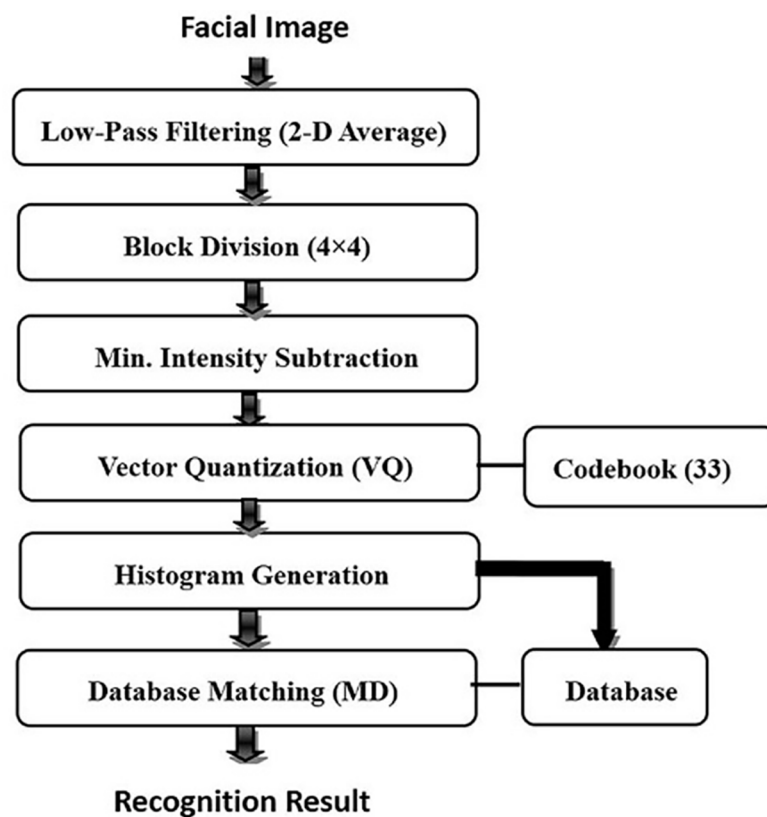 Facial Image
Low-Pass Filtering (2-D Average)
Block Division (4×4)
Min. Intensity Subtraction
Vector Quantization (VQ)
Codebook (33)
Histogram Generation
Database Matching (MD)
Database
Recognition Result